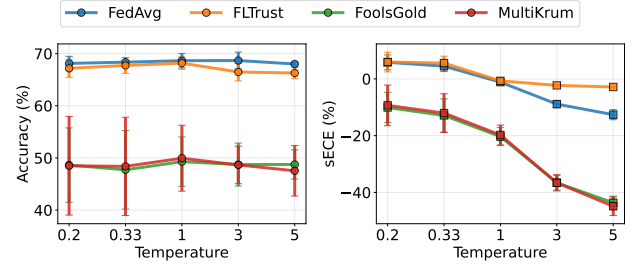 FedAvg FLTrust FoolsGold MultiKrum
70
60
50
40
Accuracy (%)
0.2 0.33 1 3 5
Temperature
0
−20
−40
sECE (%)
0.2 0.33 1 3 5
Temperature